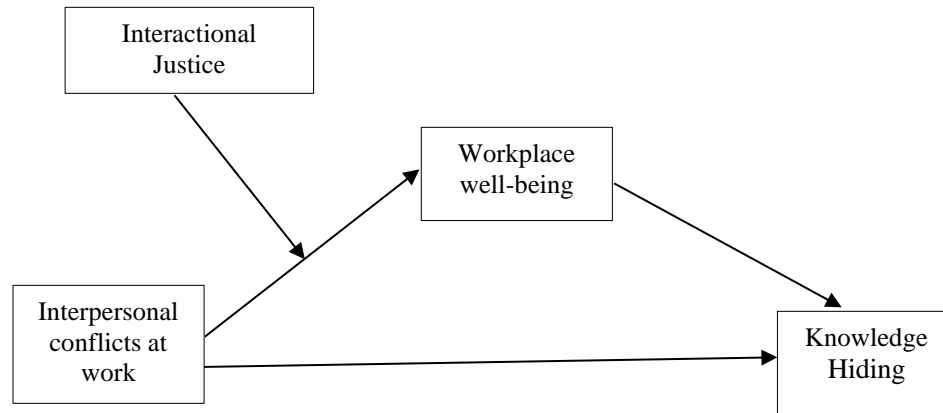 Interactional
Justice
Workplace
well-being
Interpersonal
conflicts at
work
Knowledge
Hiding